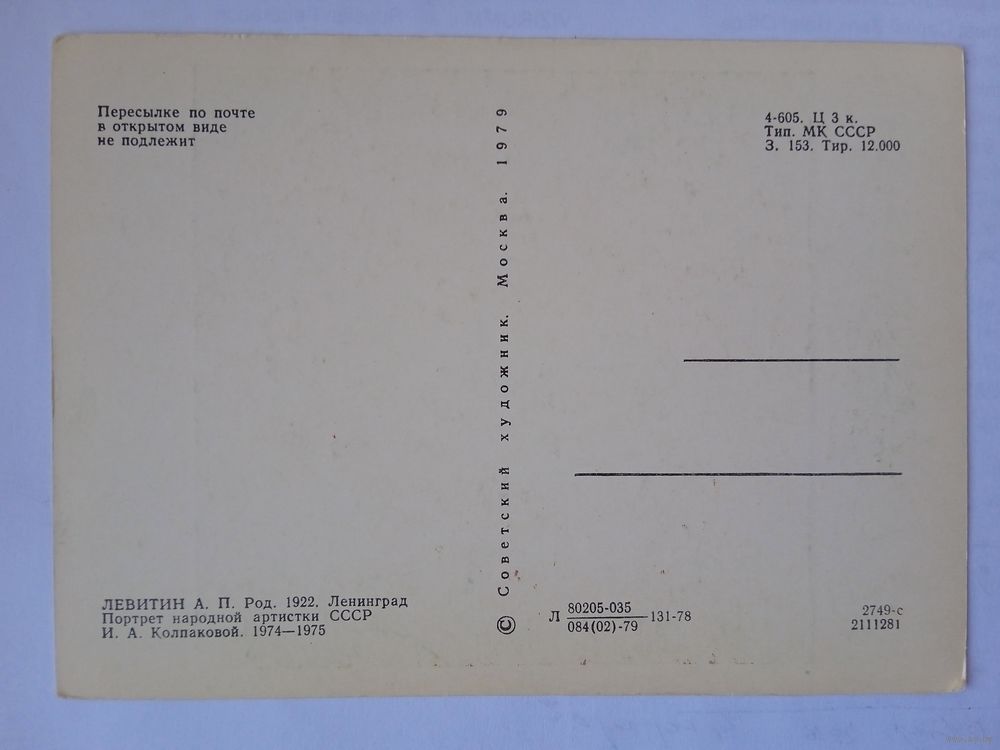 Пересылке по почте
в открытом виде
не подлежит
4-605. Ц 3 к.
Тип. МК СССР
З. 153. Тир. 12.000
© Советский художник. Москва. 1979
ЛЕВИТИН А. П. Род. 1922. Ленинград
Портрет народной артистки СССР
И. А. Колпаковой. 1974—1975
Л 80205-035
084(02)-79 —131-78
2749-с
2111281